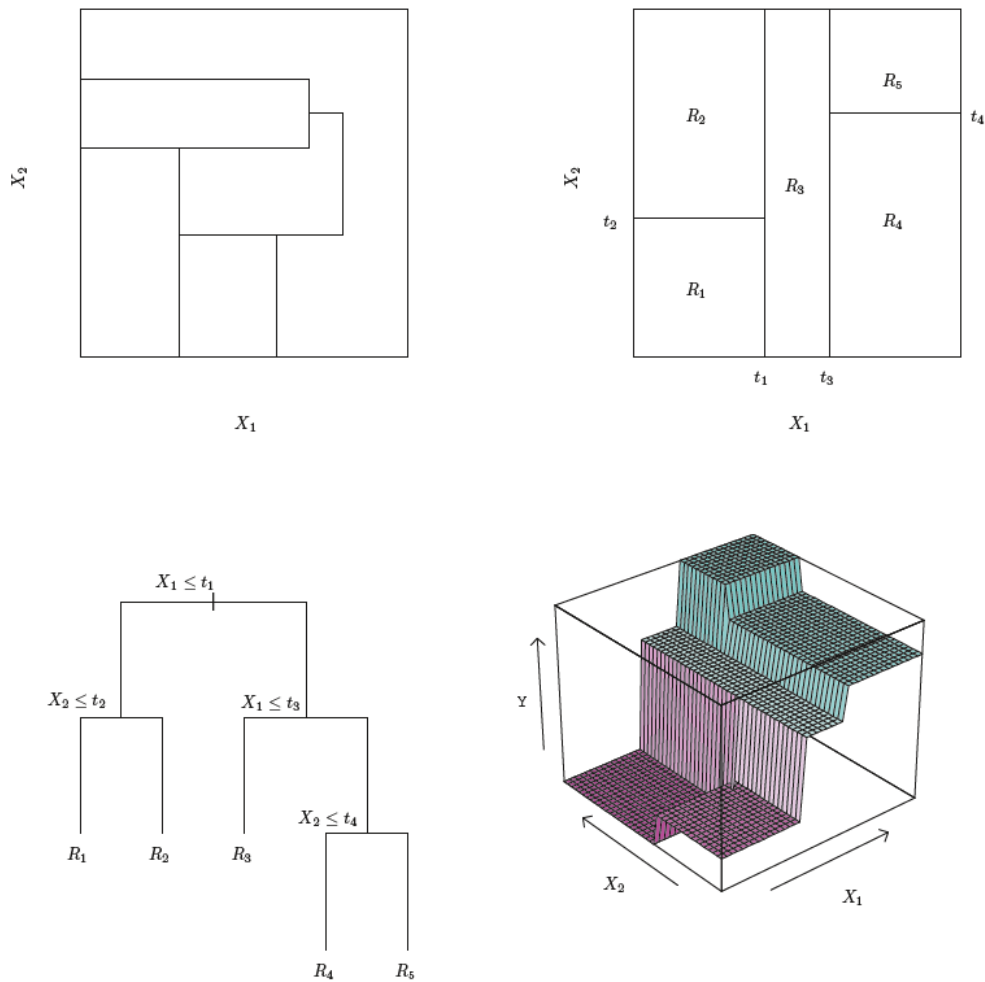 X₂
X₁
R₂
R₅
t₄
X₂
R₃
t₂
R₄
R₁
t₁
t₃
X₁
X₁ ≤ t₁
X₂ ≤ t₂
X₁ ≤ t₃
X₂ ≤ t₄
R₁
R₂
R₃
R₄
R₅
Y
X₂
X₁